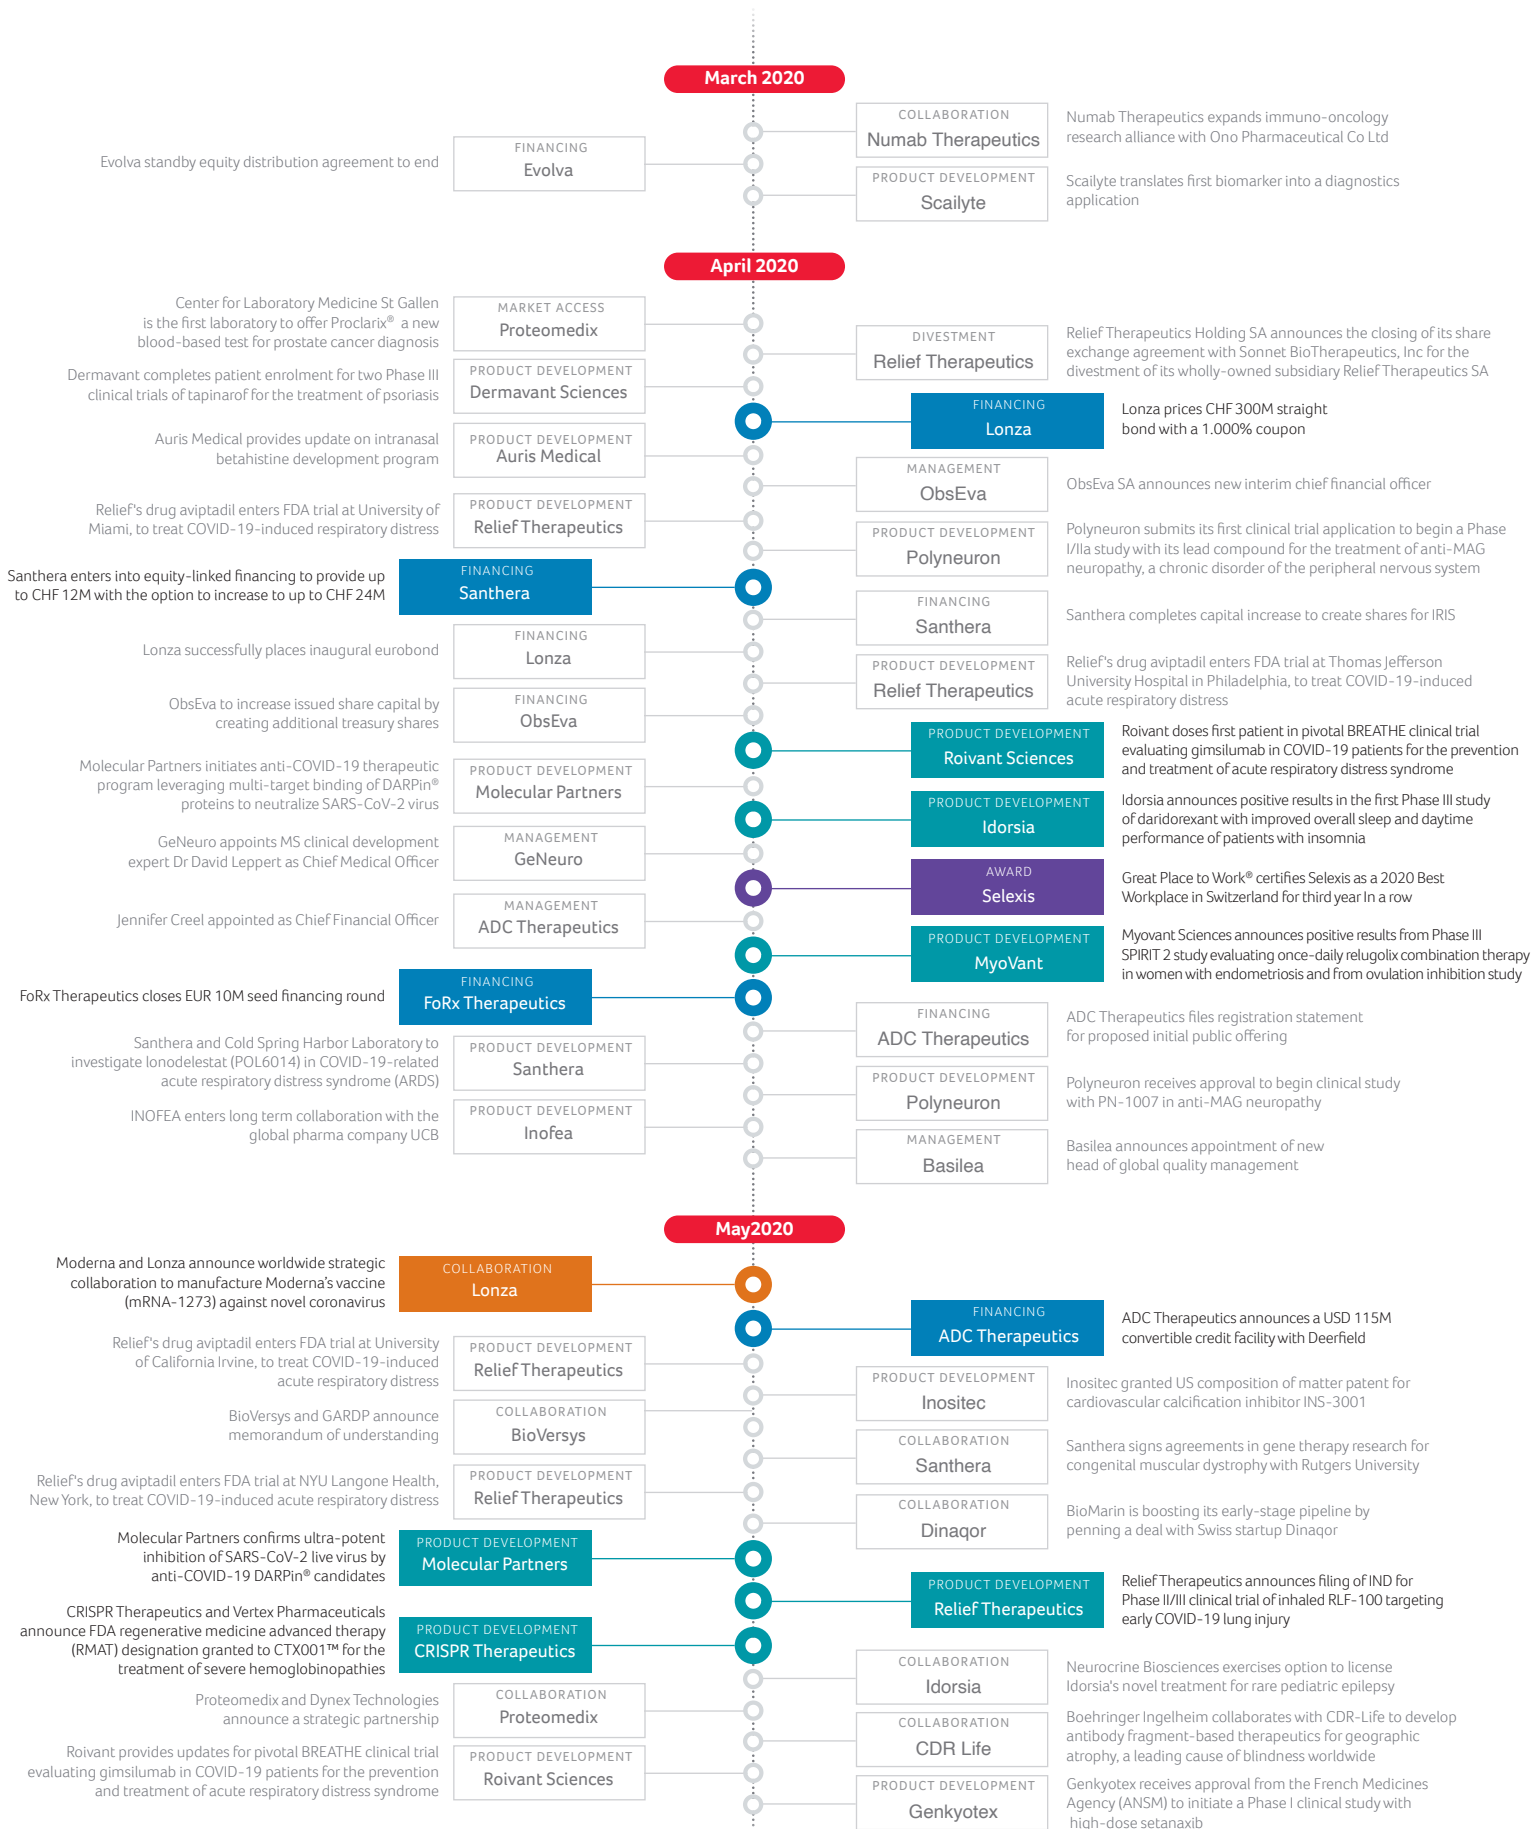 March 2020
COLLABORATION
Numab Therapeutics
Numab Therapeutics expands immuno-oncology
research alliance with Ono Pharmaceutical Co Ltd
Evolva standby equity distribution agreement to end
FINANCING
Evolva
PRODUCT DEVELOPMENT
Scailyte
Scailyte translates first biomarker into a diagnostics
application
April 2020
Center for Laboratory Medicine St Gallen
is the first laboratory to offer Proclarix® a new
blood-based test for prostate cancer diagnosis
MARKET ACCESS
Proteomedix
DIVESTMENT
Relief Therapeutics
Relief Therapeutics Holding SA announces the closing of its share
exchange agreement with Sonnet BioTherapeutics, Inc for the
divestment of its wholly-owned subsidiary Relief Therapeutics SA
Dermavant completes patient enrolment for two Phase III
clinical trials of tapinarof for the treatment of psoriasis
PRODUCT DEVELOPMENT
Dermavant Sciences
FINANCING
Lonza
Lonza prices CHF 300M straight
bond with a 1.000% coupon
Auris Medical provides update on intranasal
betahistine development program
PRODUCT DEVELOPMENT
Auris Medical
MANAGEMENT
ObsEva
ObsEva SA announces new interim chief financial officer
Relief's drug aviptadil enters FDA trial at University of
Miami, to treat COVID-19-induced respiratory distress
PRODUCT DEVELOPMENT
Relief Therapeutics
PRODUCT DEVELOPMENT
Polyneuron
Polyneuron submits its first clinical trial application to begin a Phase
I/IIa study with its lead compound for the treatment of anti-MAG
neuropathy, a chronic disorder of the peripheral nervous system
Santhera enters into equity-linked financing to provide up
to CHF 12M with the option to increase to up to CHF 24M
FINANCING
Santhera
FINANCING
Santhera
Santhera completes capital increase to create shares for IRIS
Lonza successfully places inaugural eurobond
FINANCING
Lonza
PRODUCT DEVELOPMENT
Relief Therapeutics
Relief's drug aviptadil enters FDA trial at Thomas Jefferson
University Hospital in Philadelphia, to treat COVID-19-induced
acute respiratory distress
ObsEva to increase issued share capital by
creating additional treasury shares
FINANCING
ObsEva
PRODUCT DEVELOPMENT
Roivant Sciences
Roivant doses first patient in pivotal BREATHE clinical trial
evaluating gimsilumab in COVID-19 patients for the prevention
and treatment of acute respiratory distress syndrome
Molecular Partners initiates anti-COVID-19 therapeutic
program leveraging multi-target binding of DARPin®
proteins to neutralize SARS-CoV-2 virus
PRODUCT DEVELOPMENT
Molecular Partners
PRODUCT DEVELOPMENT
Idorsia
Idorsia announces positive results in the first Phase III study
of daridorexant with improved overall sleep and daytime
performance of patients with insomnia
GeNeuro appoints MS clinical development
expert Dr David Leppert as Chief Medical Officer
MANAGEMENT
GeNeuro
AWARD
Selexis
Great Place to Work® certifies Selexis as a 2020 Best
Workplace in Switzerland for third year In a row
Jennifer Creel appointed as Chief Financial Officer
MANAGEMENT
ADC Therapeutics
PRODUCT DEVELOPMENT
MyoVant
Myovant Sciences announces positive results from Phase III
SPIRIT 2 study evaluating once-daily relugolix combination therapy
in women with endometriosis and from ovulation inhibition study
FoRx Therapeutics closes EUR 10M seed financing round
FINANCING
FoRx Therapeutics
FINANCING
ADC Therapeutics
ADC Therapeutics files registration statement
for proposed initial public offering
Santhera and Cold Spring Harbor Laboratory to
investigate lonodelestat (POL6014) in COVID-19-related
acute respiratory distress syndrome (ARDS)
PRODUCT DEVELOPMENT
Santhera
PRODUCT DEVELOPMENT
Polyneuron
Polyneuron receives approval to begin clinical study
with PN-1007 in anti-MAG neuropathy
INOFEA enters long term collaboration with the
global pharma company UCB
PRODUCT DEVELOPMENT
Inofea
MANAGEMENT
Basilea
Basilea announces appointment of new
head of global quality management
May2020
Moderna and Lonza announce worldwide strategic
collaboration to manufacture Moderna's vaccine
(mRNA-1273) against novel coronavirus
COLLABORATION
Lonza
FINANCING
ADC Therapeutics
ADC Therapeutics announces a USD 115M
convertible credit facility with Deerfield
Relief's drug aviptadil enters FDA trial at University
of California Irvine, to treat COVID-19-induced
acute respiratory distress
PRODUCT DEVELOPMENT
Relief Therapeutics
PRODUCT DEVELOPMENT
Inositec
Inositec granted US composition of matter patent for
cardiovascular calcification inhibitor INS-3001
BioVersys and GARDP announce
memorandum of understanding
COLLABORATION
BioVersys
COLLABORATION
Santhera
Santhera signs agreements in gene therapy research for
congenital muscular dystrophy with Rutgers University
Relief's drug aviptadil enters FDA trial at NYU Langone Health,
New York, to treat COVID-19-induced acute respiratory distress
PRODUCT DEVELOPMENT
Relief Therapeutics
COLLABORATION
Dinaqor
BioMarin is boosting its early-stage pipeline by
penning a deal with Swiss startup Dinaqor
Molecular Partners confirms ultra-potent
inhibition of SARS-CoV-2 live virus by
anti-COVID-19 DARPin® candidates
PRODUCT DEVELOPMENT
Molecular Partners
PRODUCT DEVELOPMENT
Relief Therapeutics
Relief Therapeutics announces filing of IND for
Phase II/III clinical trial of inhaled RLF-100 targeting
early COVID-19 lung injury
CRISPR Therapeutics and Vertex Pharmaceuticals
announce FDA regenerative medicine advanced therapy
(RMAT) designation granted to CTX001™ for the
treatment of severe hemoglobinopathies
PRODUCT DEVELOPMENT
CRISPR Therapeutics
COLLABORATION
Idorsia
Neurocrine Biosciences exercises option to license
Idorsia's novel treatment for rare pediatric epilepsy
Proteomedix and Dynex Technologies
announce a strategic partnership
COLLABORATION
Proteomedix
COLLABORATION
CDR Life
Boehringer Ingelheim collaborates with CDR-Life to develop
antibody fragment-based therapeutics for geographic
atrophy, a leading cause of blindness worldwide
Roivant provides updates for pivotal BREATHE clinical trial
evaluating gimsilumab in COVID-19 patients for the prevention
and treatment of acute respiratory distress syndrome
PRODUCT DEVELOPMENT
Roivant Sciences
PRODUCT DEVELOPMENT
Genkyotex
Genkyotex receives approval from the French Medicines
Agency (ANSM) to initiate a Phase I clinical study with
high-dose setanaxib